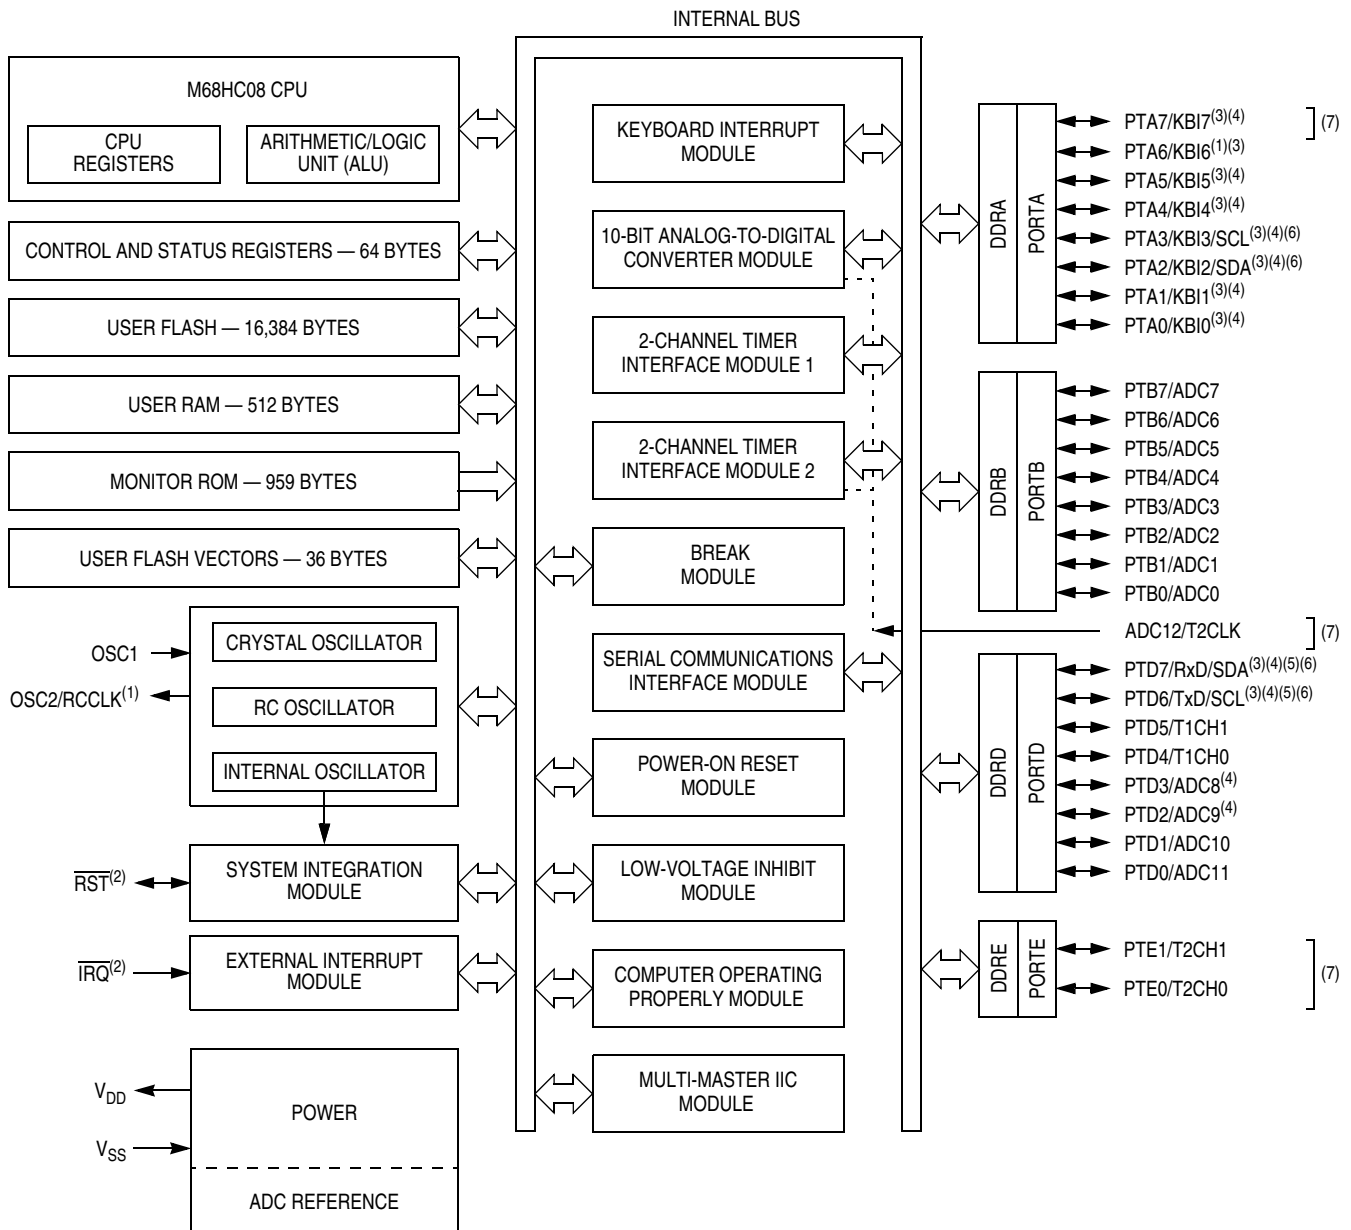 INTERNAL BUS
M68HC08 CPU
CPU
REGISTERS
ARITHMETIC/LOGIC
UNIT (ALU)
CONTROL AND STATUS REGISTERS — 64 BYTES
USER FLASH — 16,384 BYTES
USER RAM — 512 BYTES
MONITOR ROM — 959 BYTES
USER FLASH VECTORS — 36 BYTES
OSC1
OSC2/RCCLK(1)
CRYSTAL OSCILLATOR
RC OSCILLATOR
INTERNAL OSCILLATOR
RST(2)
SYSTEM INTEGRATION
MODULE
IRQ(2)
EXTERNAL INTERRUPT
MODULE
VDD
VSS
POWER
ADC REFERENCE
KEYBOARD INTERRUPT
MODULE
10-BIT ANALOG-TO-DIGITAL
CONVERTER MODULE
2-CHANNEL TIMER
INTERFACE MODULE 1
2-CHANNEL TIMER
INTERFACE MODULE 2
BREAK
MODULE
SERIAL COMMUNICATIONS
INTERFACE MODULE
POWER-ON RESET
MODULE
LOW-VOLTAGE INHIBIT
MODULE
COMPUTER OPERATING
PROPERLY MODULE
MULTI-MASTER IIC
MODULE
DDRA
PORTA
PTA7/KBI7(3)(4)
(7)
PTA6/KBI6(1)(3)
PTA5/KBI5(3)(4)
PTA4/KBI4(3)(4)
PTA3/KBI3/SCL(3)(4)(6)
PTA2/KBI2/SDA(3)(4)(6)
PTA1/KBI1(3)(4)
PTA0/KBI0(3)(4)
DDRB
PORTB
PTB7/ADC7
PTB6/ADC6
PTB5/ADC5
PTB4/ADC4
PTB3/ADC3
PTB2/ADC2
PTB1/ADC1
PTB0/ADC0
ADC12/T2CLK
(7)
DDRD
PORTD
PTD7/RxD/SDA(3)(4)(5)(6)
PTD6/TxD/SCL(3)(4)(5)(6)
PTD5/T1CH1
PTD4/T1CH0
PTD3/ADC8(4)
PTD2/ADC9(4)
PTD1/ADC10
PTD0/ADC11
DDRE
PORTE
PTE1/T2CH1
PTE0/T2CH0
(7)